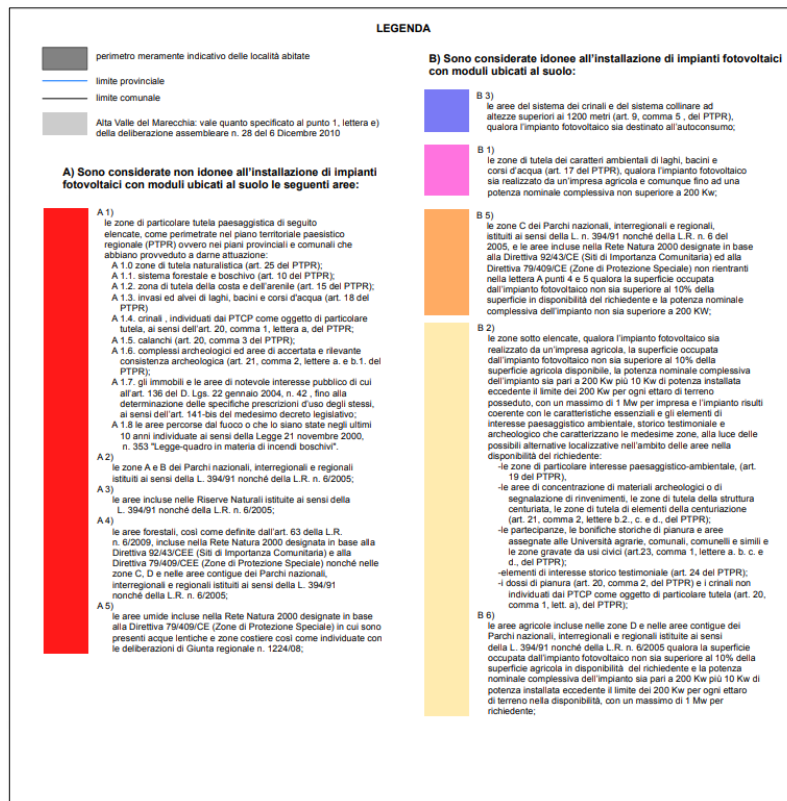 LEGENDA
perimetro meramente indicativo delle località abitate
limite provinciale
limite comunale
Alta Valle del Marecchia: vale quanto specificato al punto 1, lettera e)
della deliberazione assembleare n. 28 del 6 Dicembre 2010
A) Sono considerate non idonee all'installazione di impianti
fotovoltaici con moduli ubicati al suolo le seguenti aree:
A 1)
le zone di particolare tutela paesaggistica di seguito
elencate, come perimetrate nel piano territoriale paesistico
regionale (PTPR) ovvero nei piani provinciali e comunali che
abbiano provveduto a darne attuazione:
A 1.0 zone di tutela naturalistica (art. 25 del PTPR);
A 1.1. sistema forestale e boschivo (art. 10 del PTPR);
A 1.2. zone di tutela della costa e dell'arenile (art. 15 del PTPR);
A 1.3. invasi ed alvei di laghi, bacini e corsi d'acqua (art. 18 del
PTPR)
A 1.4. crinali , individuati dai PTCP come oggetto di particolare
tutela, ai sensi dell'art. 20, comma 1, lettera a, del PTPR;
A 1.5. calanchi (art. 20, comma 3 del PTPR);
A 1.6. complessi archeologici ed aree di accertata e rilevante
consistenza archeologica (art. 21, comma 2, lettere a. e b.1. del
PTPR);
A 1.7. gli immobili e le aree di notevole interesse pubblico di cui
all'art. 136 del D. Lgs. 22 gennaio 2004, n. 42 , fino alla
determinazione delle specifiche prescrizioni d'uso degli stessi,
ai sensi dell'art. 141-bis del medesimo decreto legislativo;
A 1.8 le aree percorse dal fuoco o che lo siano state negli ultimi
10 anni individuate ai sensi della Legge 21 novembre 2000,
n. 353 "Legge-quadro in materia di incendi boschivi".
A 2)
le zone A e B dei Parchi nazionali, interregionali e regionali
istituiti ai sensi della L. 394/91 nonché della L.R. n. 6/2005;
A 3)
le aree incluse nelle Riserve Naturali istituite ai sensi della
L. 394/91 nonché della L.R. n. 6/2005;
A 4)
le aree forestali, così come definite dall'art. 63 della L.R.
n. 6/2009, incluse nella Rete Natura 2000 designata in base alla
Direttiva 92/43/CEE (Siti di Importanza Comunitaria) e alla
Direttiva 79/409/CEE (Zone di Protezione Speciale) nonché nelle
zone C, D e nelle aree contigue dei Parchi nazionali,
interregionali e regionali istituiti ai sensi della L. 394/91
nonché della L.R. n. 6/2005;
A 5)
le aree umide incluse nella Rete Natura 2000 designate in base
alla Direttiva 79/409/CE (Zone di Protezione Speciale) in cui sono
presenti acque lentiche e zone costiere così come individuate con
le deliberazioni di Giunta regionale n. 1224/08;
B) Sono considerate idonee all'installazione di impianti fotovoltaici
con moduli ubicati al suolo:
B 3)
le aree del sistema dei crinali e del sistema collinare ad
altezze superiori ai 1200 metri (art. 9, comma 5 , del PTPR),
qualora l'impianto fotovoltaico sia destinato all'autoconsumo;
B 1)
le zone di tutela dei caratteri ambientali di laghi, bacini e
corsi d'acqua (art. 17 del PTPR), qualora l'impianto fotovoltaico
sia realizzato da un'impresa agricola e comunque fino ad una
potenza nominale complessiva non superiore a 200 Kw;
B 5)
le zone C dei Parchi nazionali, interregionali e regionali,
istituiti ai sensi della L. n. 394/91 nonché della L.R. n. 6 del
2005, e le aree incluse nella Rete Natura 2000 designate in base
alla Direttiva 92/43/CE (Siti di Importanza Comunitaria) ed alla
Direttiva 79/409/CE (Zone di Protezione Speciale) non rientranti
nella lettera A punti 4 e 5 qualora la superficie occupata
dall'impianto fotovoltaico non sia superiore al 10% della
superficie in disponibilità del richiedente e la potenza nominale
complessiva dell'impianto non sia superiore a 200 KW;
B 2)
le zone sotto elencate, qualora l'impianto fotovoltaico sia
realizzato da un'impresa agricola, la superficie occupata
dall'impianto fotovoltaico non sia superiore al 10% della
superficie agricola disponibile, la potenza nominale complessiva
dell'impianto sia pari a 200 Kw più 10 Kw di potenza installata
eccedente il limite dei 200 Kw per ogni ettaro di terreno
posseduto, con un massimo di 1 Mw per impresa e l'impianto risulti
coerente con le caratteristiche essenziali e gli elementi di
interesse paesaggistico ambientale, storico testimoniale e
archeologico che caratterizzano le medesime zone, alla luce delle
possibili alternative localizzative nell'ambito delle aree nella
disponibilità del richiedente:
-le zone di particolare interesse paesaggistico-ambientale, (art.
19 del PTPR),
-le aree di concentrazione di materiali archeologici o di
segnalazione di rinvenimenti, le zone di tutela della struttura
centuriata, le zone di tutela di elementi della centuriazione
(art. 21, comma 2, lettere b.2., c. e d., del PTPR);
-le partecipanze, le bonifiche storiche di pianura e aree
assegnate alle Università agrarie, comunali, comunelli e simili e
le zone gravate da usi civici (art.23, comma 1, lettere a. b. c. e
d., del PTPR);
-elementi di interesse storico testimoniale (art. 24 del PTPR);
-i dossi di pianura (art. 20, comma 2, del PTPR) e i crinali non
individuati dai PTCP come oggetto di particolare tutela (art. 20,
comma 1, lett. a), del PTPR);
B 6)
le aree agricole incluse nelle zone D e nelle aree contigue dei
Parchi nazionali, interregionali e regionali istituite ai sensi
della L. 394/91 nonché della L.R. n. 6/2005 qualora la superficie
occupata dall'impianto fotovoltaico non sia superiore al 10% della
superficie agricola in disponibilità del richiedente e la potenza
nominale complessiva dell'impianto sia pari a 200 Kw più 10 Kw di
potenza installata eccedente il limite dei 200 Kw per ogni ettaro
di terreno nella disponibilità, con un massimo di 1 Mw per
richiedente;